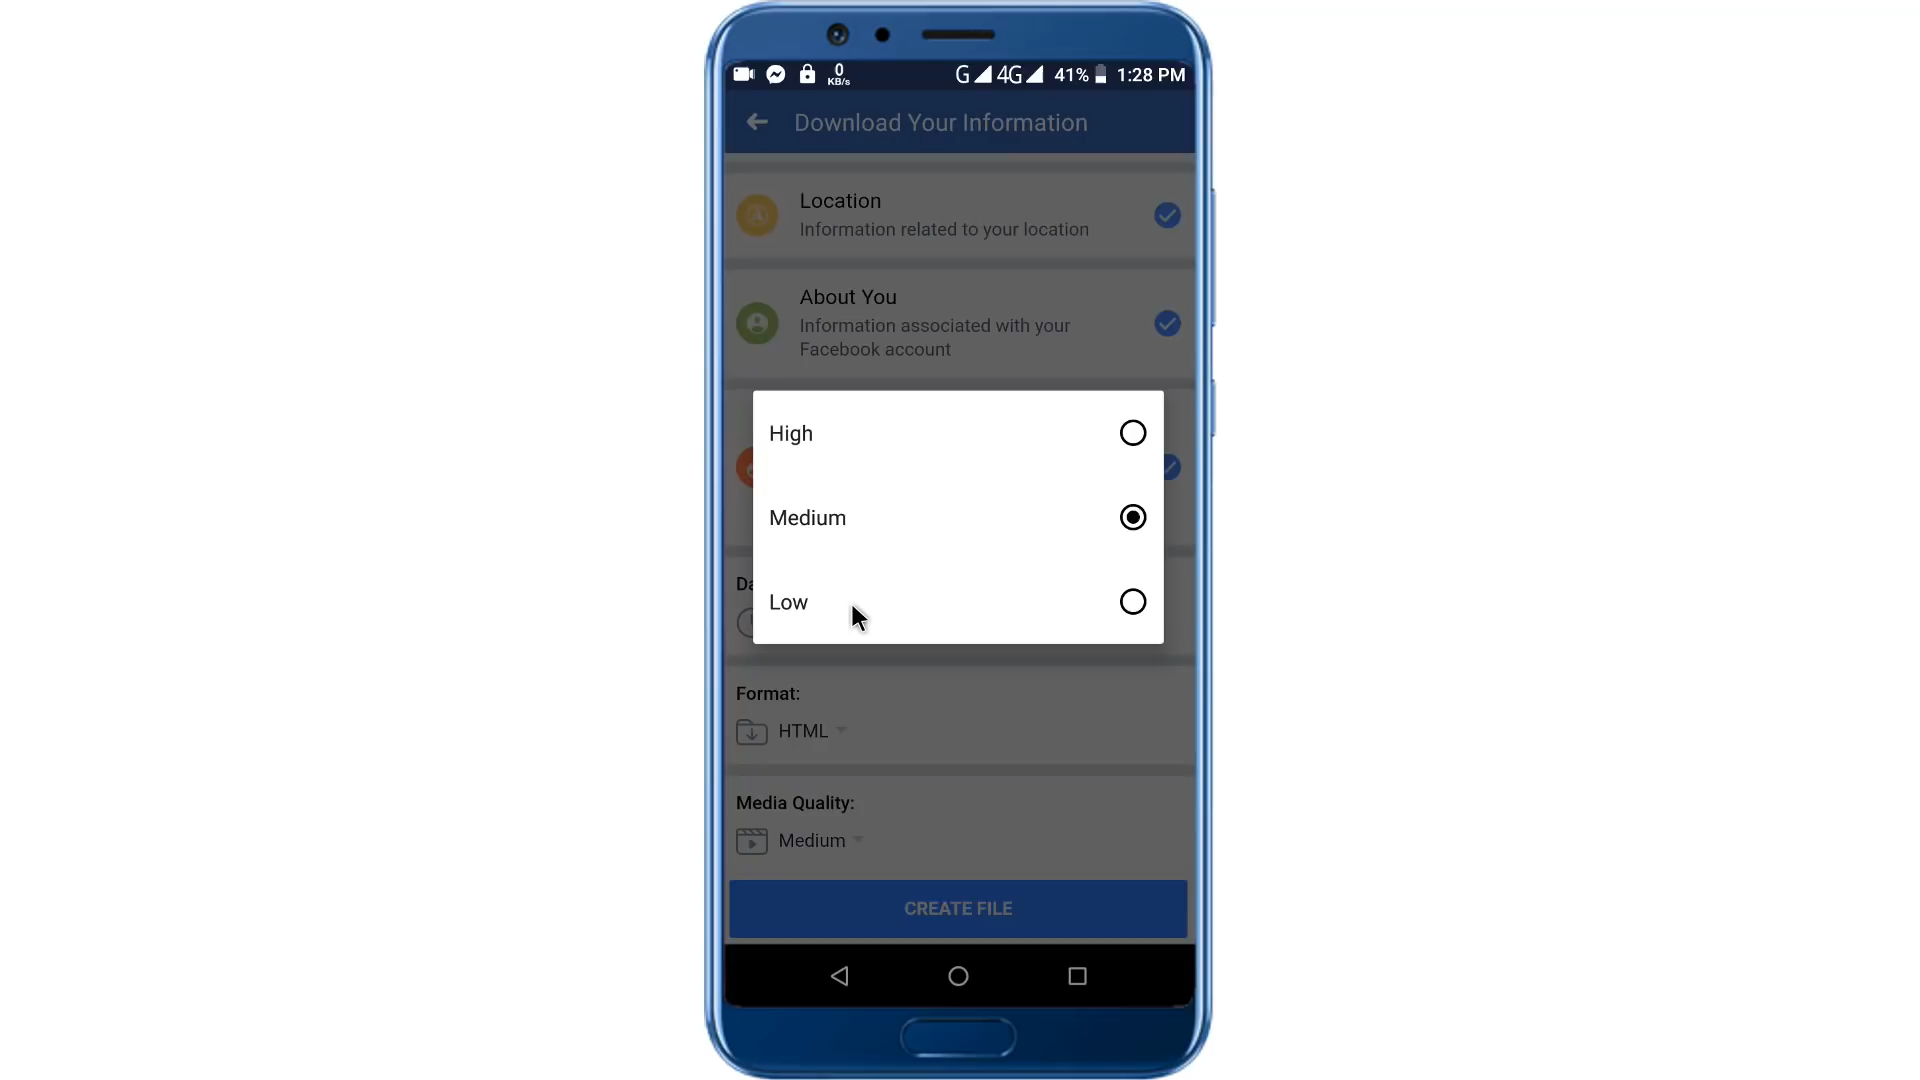 0
KB/s
G 4G 41% 1:28 PM
Download Your Information
Location
Information related to your location
About You
Information associated with your
Facebook account
High
Medium
Da
Low
Format:
HTML
Media Quality:
Medium
CREATE FILE